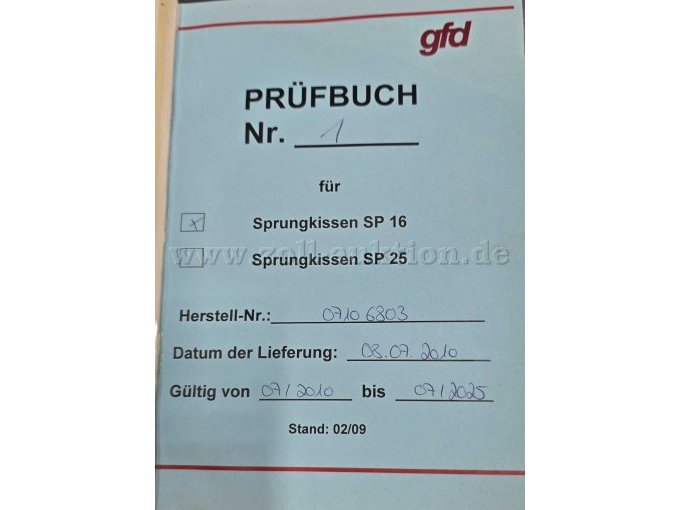 gfd
PRÜFBUCH
Nr. 1
für
x Sprungkissen SP 16
www.zoll-auktion.de
Sprungkissen SP 25
Herstell-Nr.: 0710 6803
Datum der Lieferung: 08.07.2010
Gültig von 07/2010 bis 07/2025
Stand: 02/09